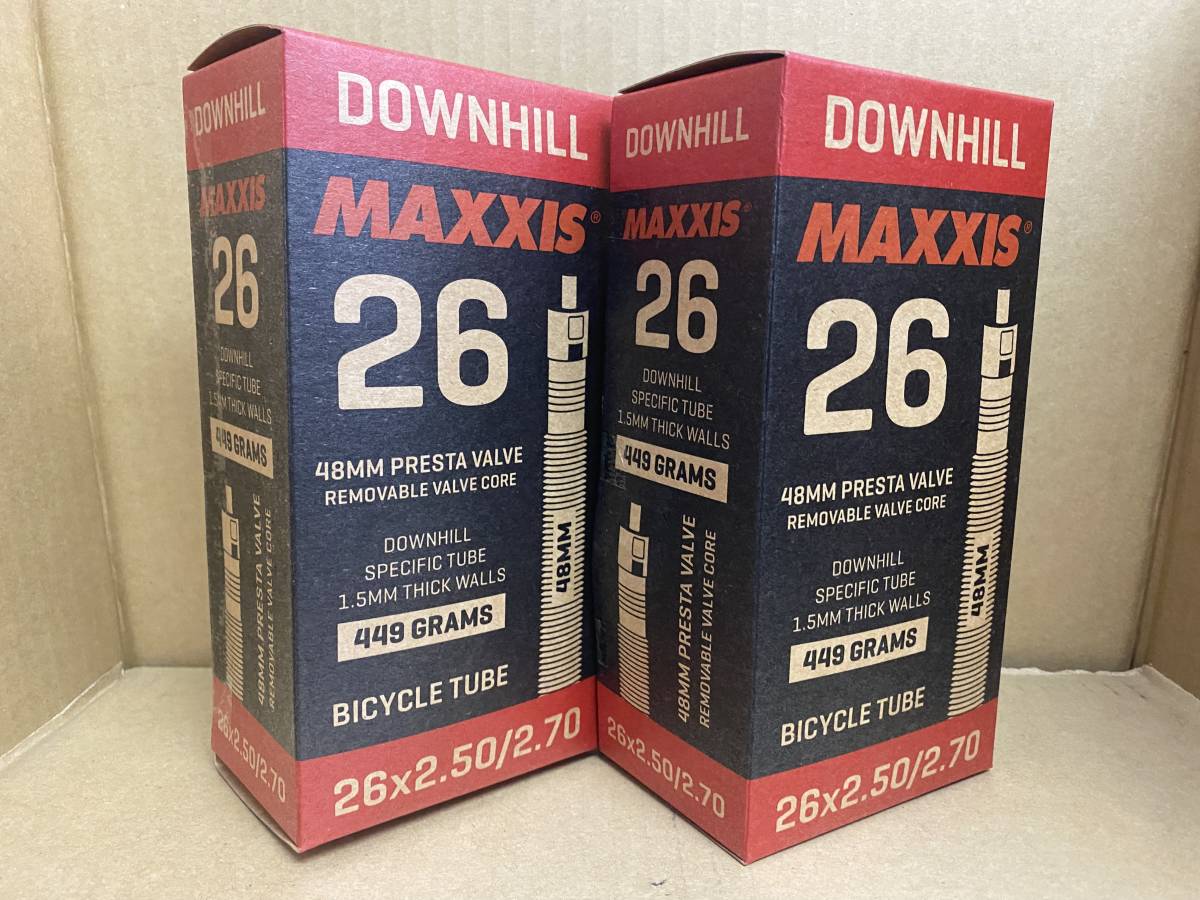 DOWNHILL
MAXXIS
26
DOWNHILL
SPECIFIC TUBE
1.5MM THICK WALLS
449 GRAMS
48MM PRESTA VALVE
REMOVABLE VALVE CORE
26x2.50/2.70
DOWNHILL
MAXXIS®
26
48MM PRESTA VALVE
REMOVABLE VALVE CORE
DOWNHILL
SPECIFIC TUBE
1.5MM THICK WALLS
449 GRAMS
48MM
BICYCLE TUBE
26x2.50/2.70
DOWNHILL
MAXXIS®
26
DOWNHILL
SPECIFIC TUBE
1.5MM THICK WALLS
449 GRAMS
48MM PRESTA VALVE
REMOVABLE VALVE CORE
26x2.50/2.70
DOWNHILL
MAXXIS®
26
48MM PRESTA VALVE
REMOVABLE VALVE CORE
DOWNHILL
SPECIFIC TUBE
1.5MM THICK WALLS
449 GRAMS
48MM
BICYCLE TUBE
26x2.50/2.70